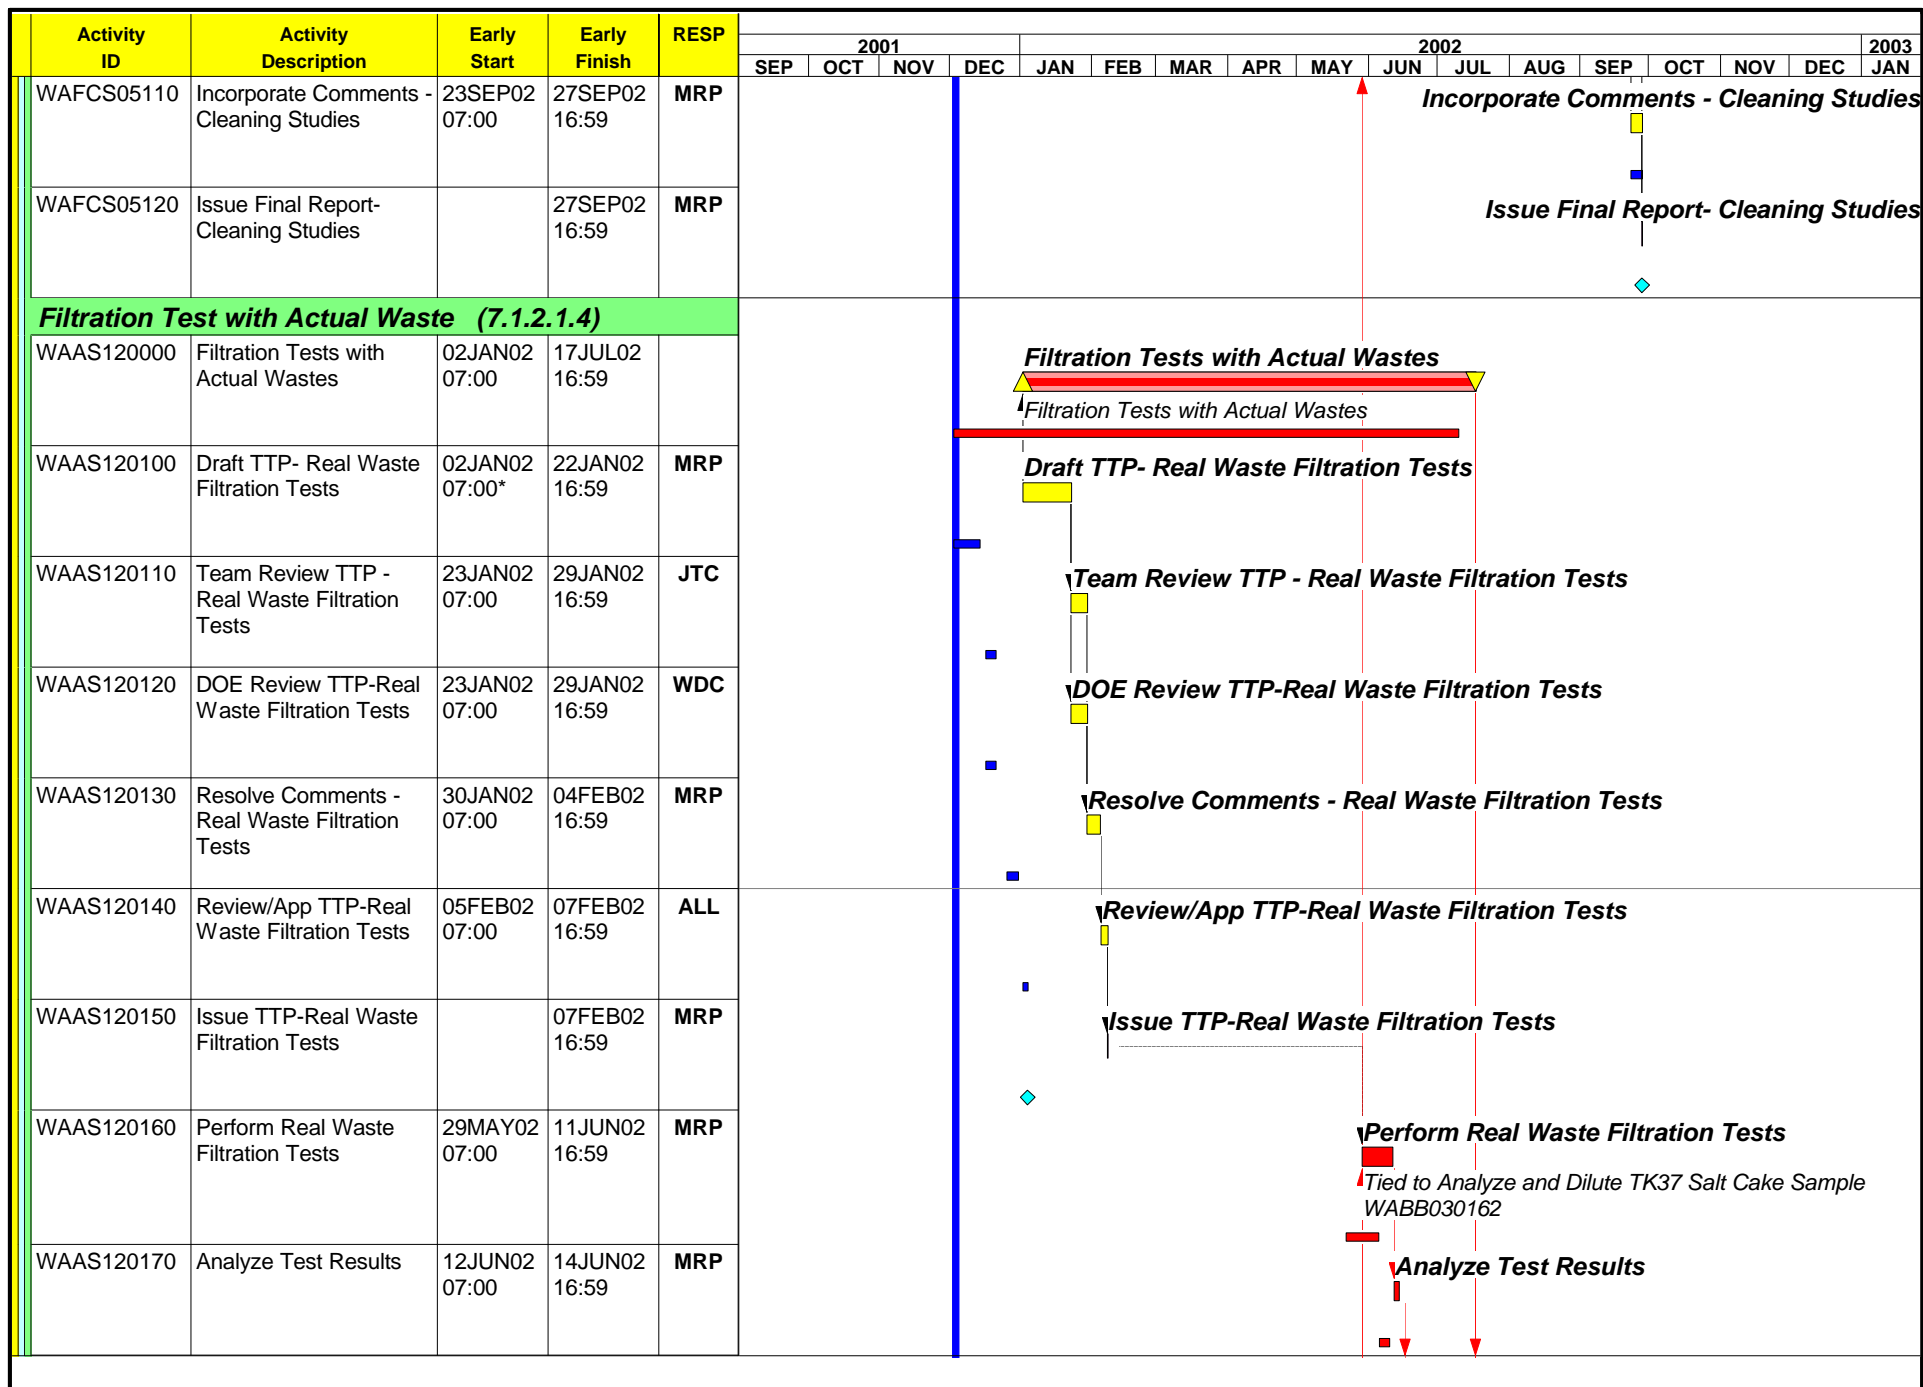 Activity Activity Early Early RESP
ID Description Start Finish
2001 2002 2003
SEP OCT NOV DEC JAN FEB MAR APR MAY JUN JUL AUG SEP OCT NOV DEC JAN
WAFCS05110 Incorporate Comments - 23SEP02 27SEP02 MRP Incorporate Comments - Cleaning Studies
Cleaning Studies 07:00 16:59
WAFCS05120 Issue Final Report- 27SEP02 MRP Issue Final Report- Cleaning Studies
Cleaning Studies 16:59
Filtration Test with Actual Waste (7.1.2.1.4)
WAAS120000 Filtration Tests with 02JAN02 17JUL02 Filtration Tests with Actual Wastes
Actual Wastes 07:00 16:59
Filtration Tests with Actual Wastes
WAAS120100 Draft TTP- Real Waste 02JAN02 22JAN02 MRP Draft TTP- Real Waste Filtration Tests
Filtration Tests 07:00* 16:59
WAAS120110 Team Review TTP - 23JAN02 29JAN02 JTC Team Review TTP - Real Waste Filtration Tests
Real Waste Filtration 07:00 16:59
Tests
WAAS120120 DOE Review TTP-Real 23JAN02 29JAN02 WDC DOE Review TTP-Real Waste Filtration Tests
Waste Filtration Tests 07:00 16:59
WAAS120130 Resolve Comments - 30JAN02 04FEB02 MRP Resolve Comments - Real Waste Filtration Tests
Real Waste Filtration 07:00 16:59
Tests
WAAS120140 Review/App TTP-Real 05FEB02 07FEB02 ALL Review/App TTP-Real Waste Filtration Tests
Waste Filtration Tests 07:00 16:59
WAAS120150 Issue TTP-Real Waste 07FEB02 MRP Issue TTP-Real Waste Filtration Tests
Filtration Tests 16:59
WAAS120160 Perform Real Waste 29MAY02 11JUN02 MRP Perform Real Waste Filtration Tests
Filtration Tests 07:00 16:59
Tied to Analyze and Dilute TK37 Salt Cake Sample
WABB030162
WAAS120170 Analyze Test Results 12JUN02 14JUN02 MRP Analyze Test Results
07:00 16:59